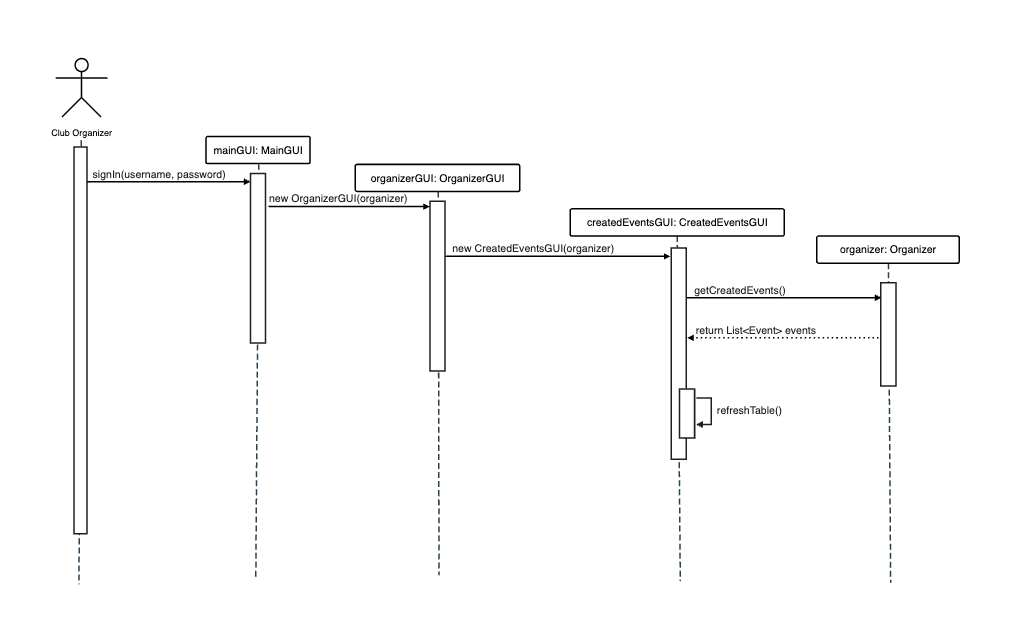 Club Organizer
mainGUI: MainGUI
signIn(username, password)
organizerGUI: OrganizerGUI
new OrganizerGUI(organizer)
createdEventsGUI: CreatedEventsGUI
new CreatedEventsGUI(organizer)
organizer: Organizer
getCreatedEvents()
return List<Event> events
refreshTable()